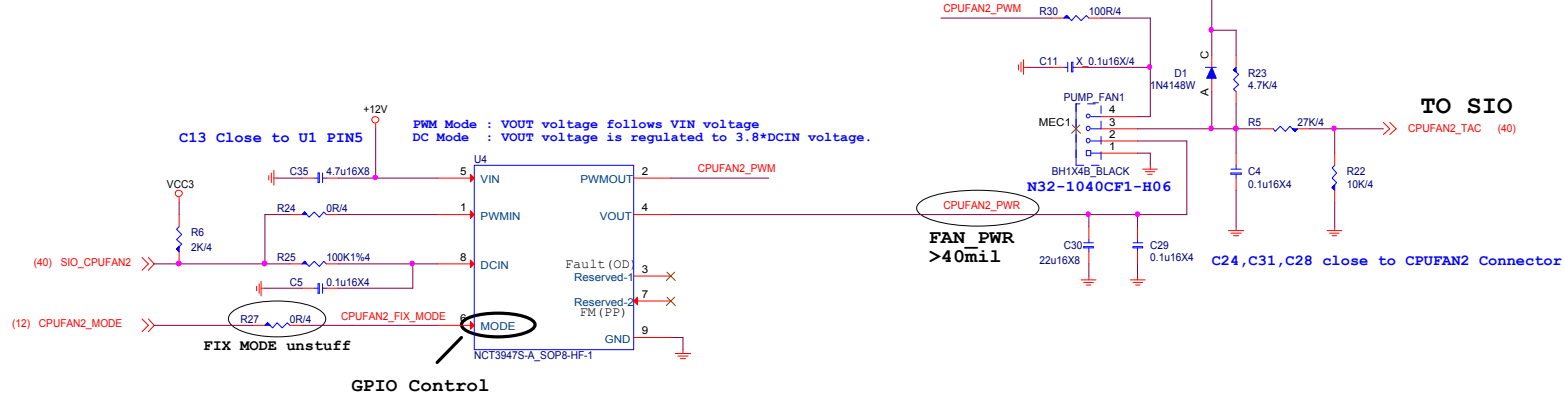 CPUFAN2_PWM
R30 100R/4
C11 X_0.1u16X/4
D1
1N4148W
C
A
R23
4.7K/4
PUMP_FAN1
4
3
2
1
MEC1
BH1X4B_BLACK
N32-1040CF1-H06
R5 27K/4
TO SIO
CPUFAN2_TAC (40)
C4
0.1u16X4
R22
10K/4
+12V
C13 Close to U1 PIN5
PWM Mode : VOUT voltage follows VIN voltage
DC Mode : VOUT voltage is regulated to 3.8*DCIN voltage.
U4
C35 4.7u16X8
5 VIN
PWMOUT 2
CPUFAN2_PWM
VCC3
R24 0R/4
1 PWMIN
VOUT 4
CPUFAN2_PWR
FAN_PWR
>40mil
R6
2K/4
(40) SIO_CPUFAN2
R25 100K1%4
8 DCIN
Fault(OD)
Reserved-1 3
C5 0.1u16X4
Reserved-2 7
FM(PP)
C30
22u16X8
C29
0.1u16X4
C24,C31,C28 close to CPUFAN2 Connector
(12) CPUFAN2_MODE
R27 0R/4
CPUFAN2_FIX_MODE
6 MODE
GND 9
FIX MODE unstuff
NCT3947S-A_SOP8-HF-1
GPIO Control